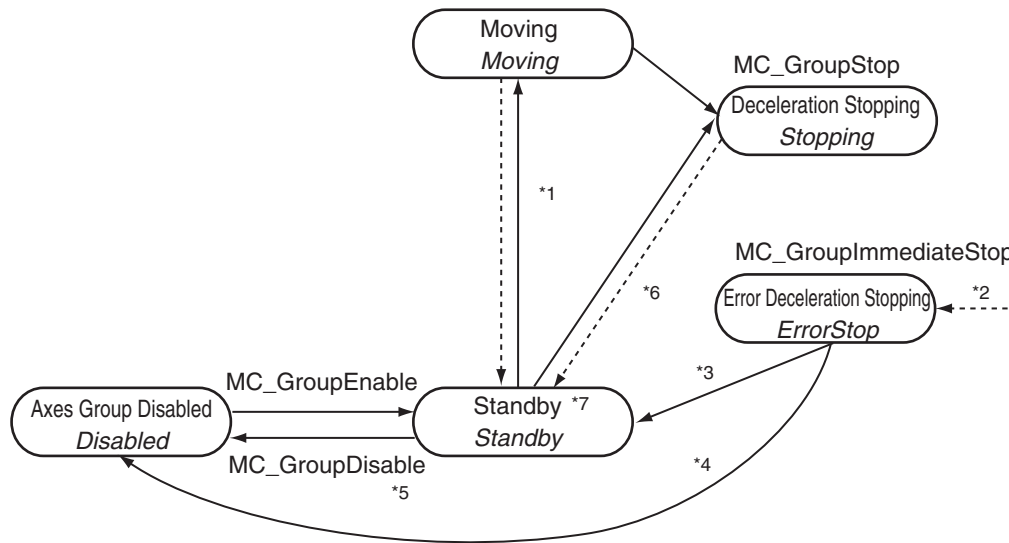 Moving
Moving
MC_GroupStop
Deceleration Stopping
Stopping
*1
MC_GroupImmediateStop
*6
Error Deceleration Stopping
ErrorStop
*2
*3
MC_GroupEnable
Axes Group Disabled
Disabled
Standby *7
Standby
MC_GroupDisable
*4
*5